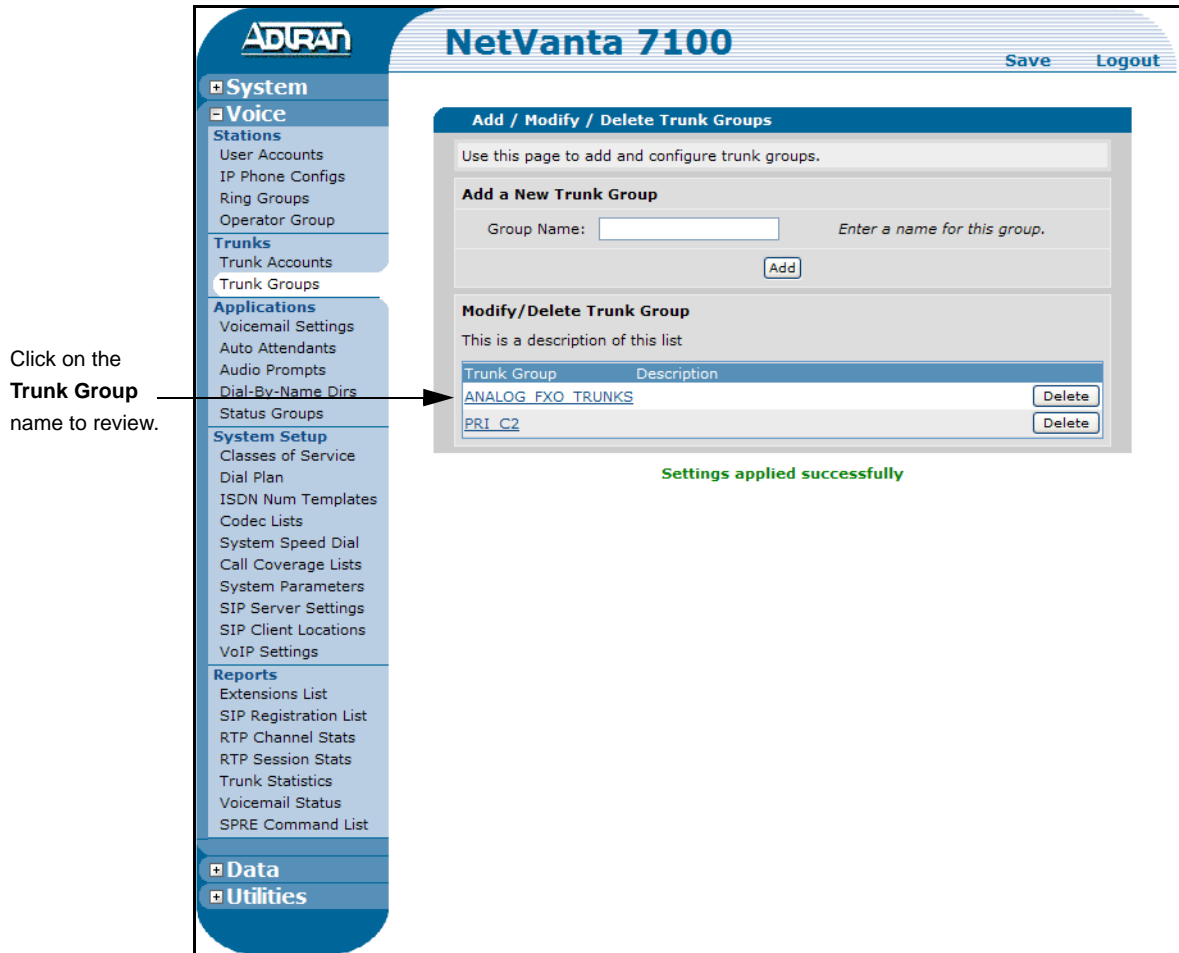 ADTRAN
NetVanta 7100
Save Logout
System
Voice
Stations
User Accounts
IP Phone Configs
Ring Groups
Operator Group
Trunks
Trunk Accounts
Trunk Groups
Applications
Voicemail Settings
Auto Attendants
Audio Prompts
Dial-By-Name Dirs
Status Groups
System Setup
Classes of Service
Dial Plan
ISDN Num Templates
Codec Lists
System Speed Dial
Call Coverage Lists
System Parameters
SIP Server Settings
SIP Client Locations
VoIP Settings
Reports
Extensions List
SIP Registration List
RTP Channel Stats
RTP Session Stats
Trunk Statistics
Voicemail Status
SPRE Command List
Data
Utilities
Click on the
Trunk Group
name to review.
Add / Modify / Delete Trunk Groups
Use this page to add and configure trunk groups.
Add a New Trunk Group
Group Name: Enter a name for this group.
Add
Modify/Delete Trunk Group
This is a description of this list
Trunk Group Description
ANALOG_FXO_TRUNKS Delete
PRI_C2 Delete
Settings applied successfully